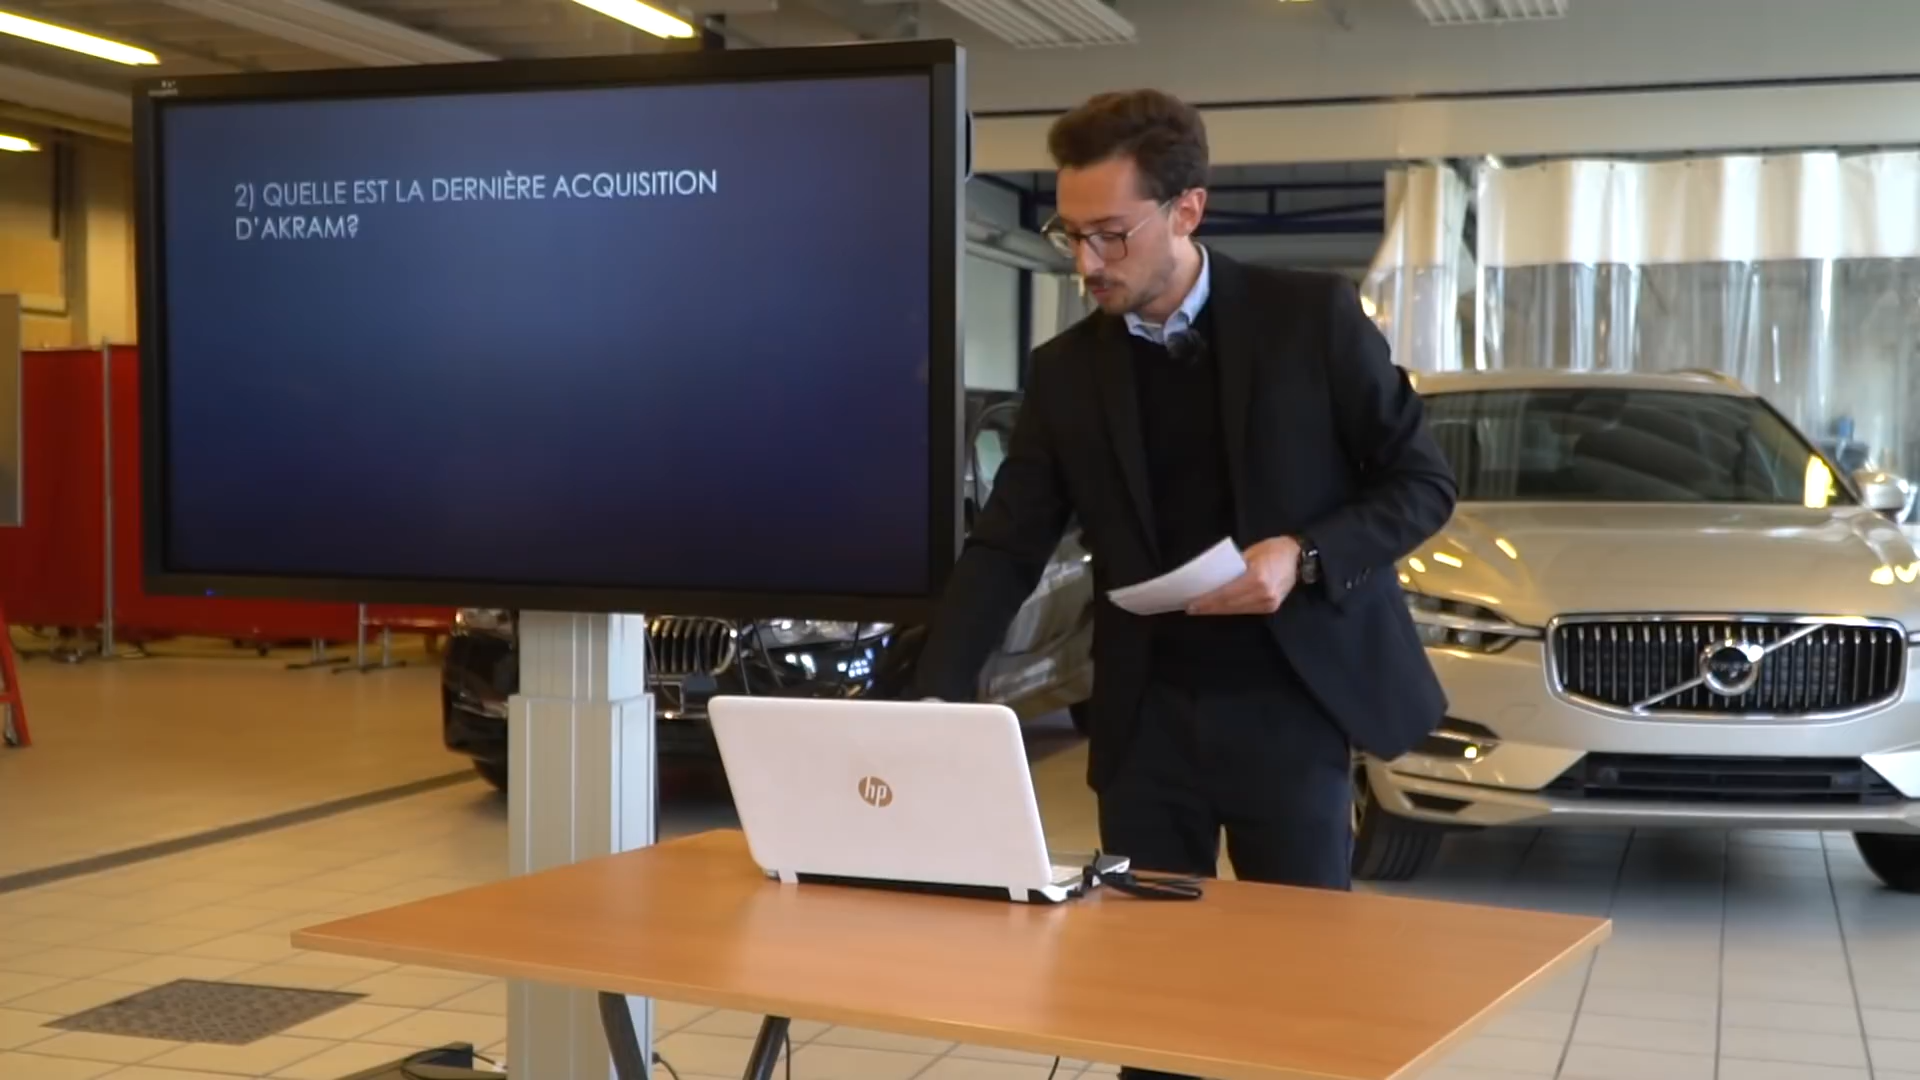 2) QUELLE EST LA DERNIÈRE ACQUISITION
D'AKRAM?
hp